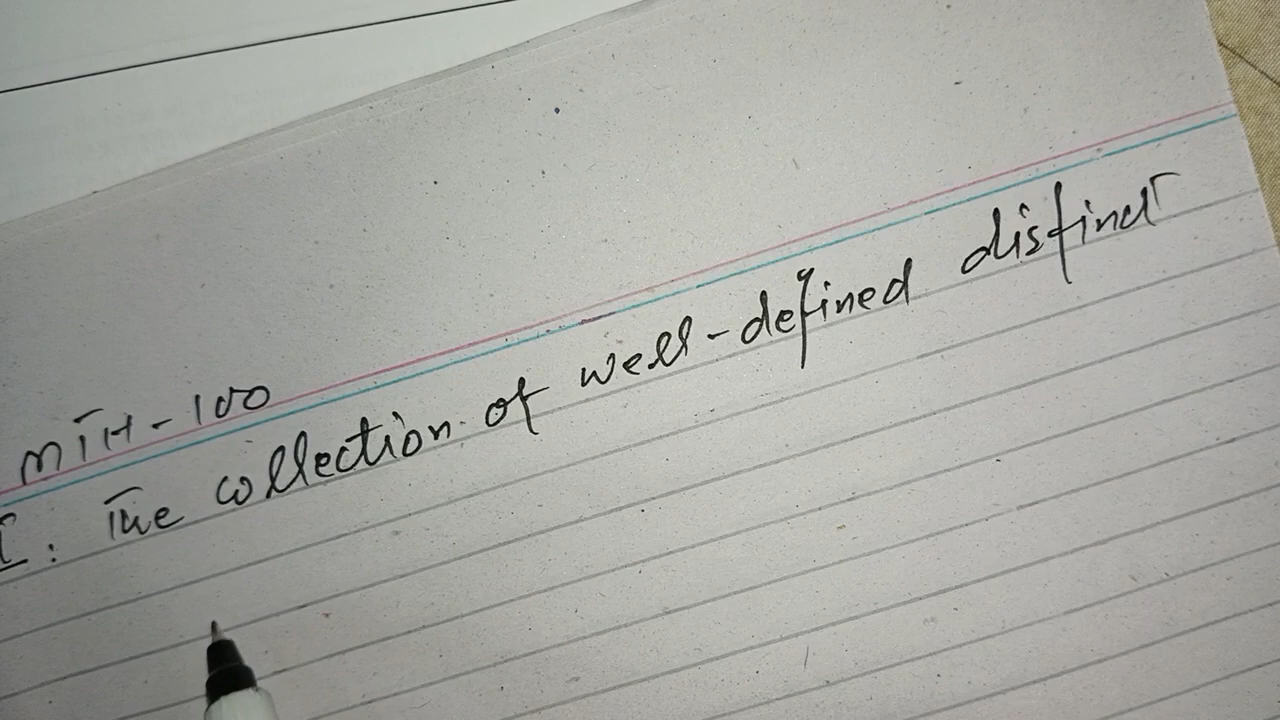 MTH-100
I. The collection of well-defined distinct